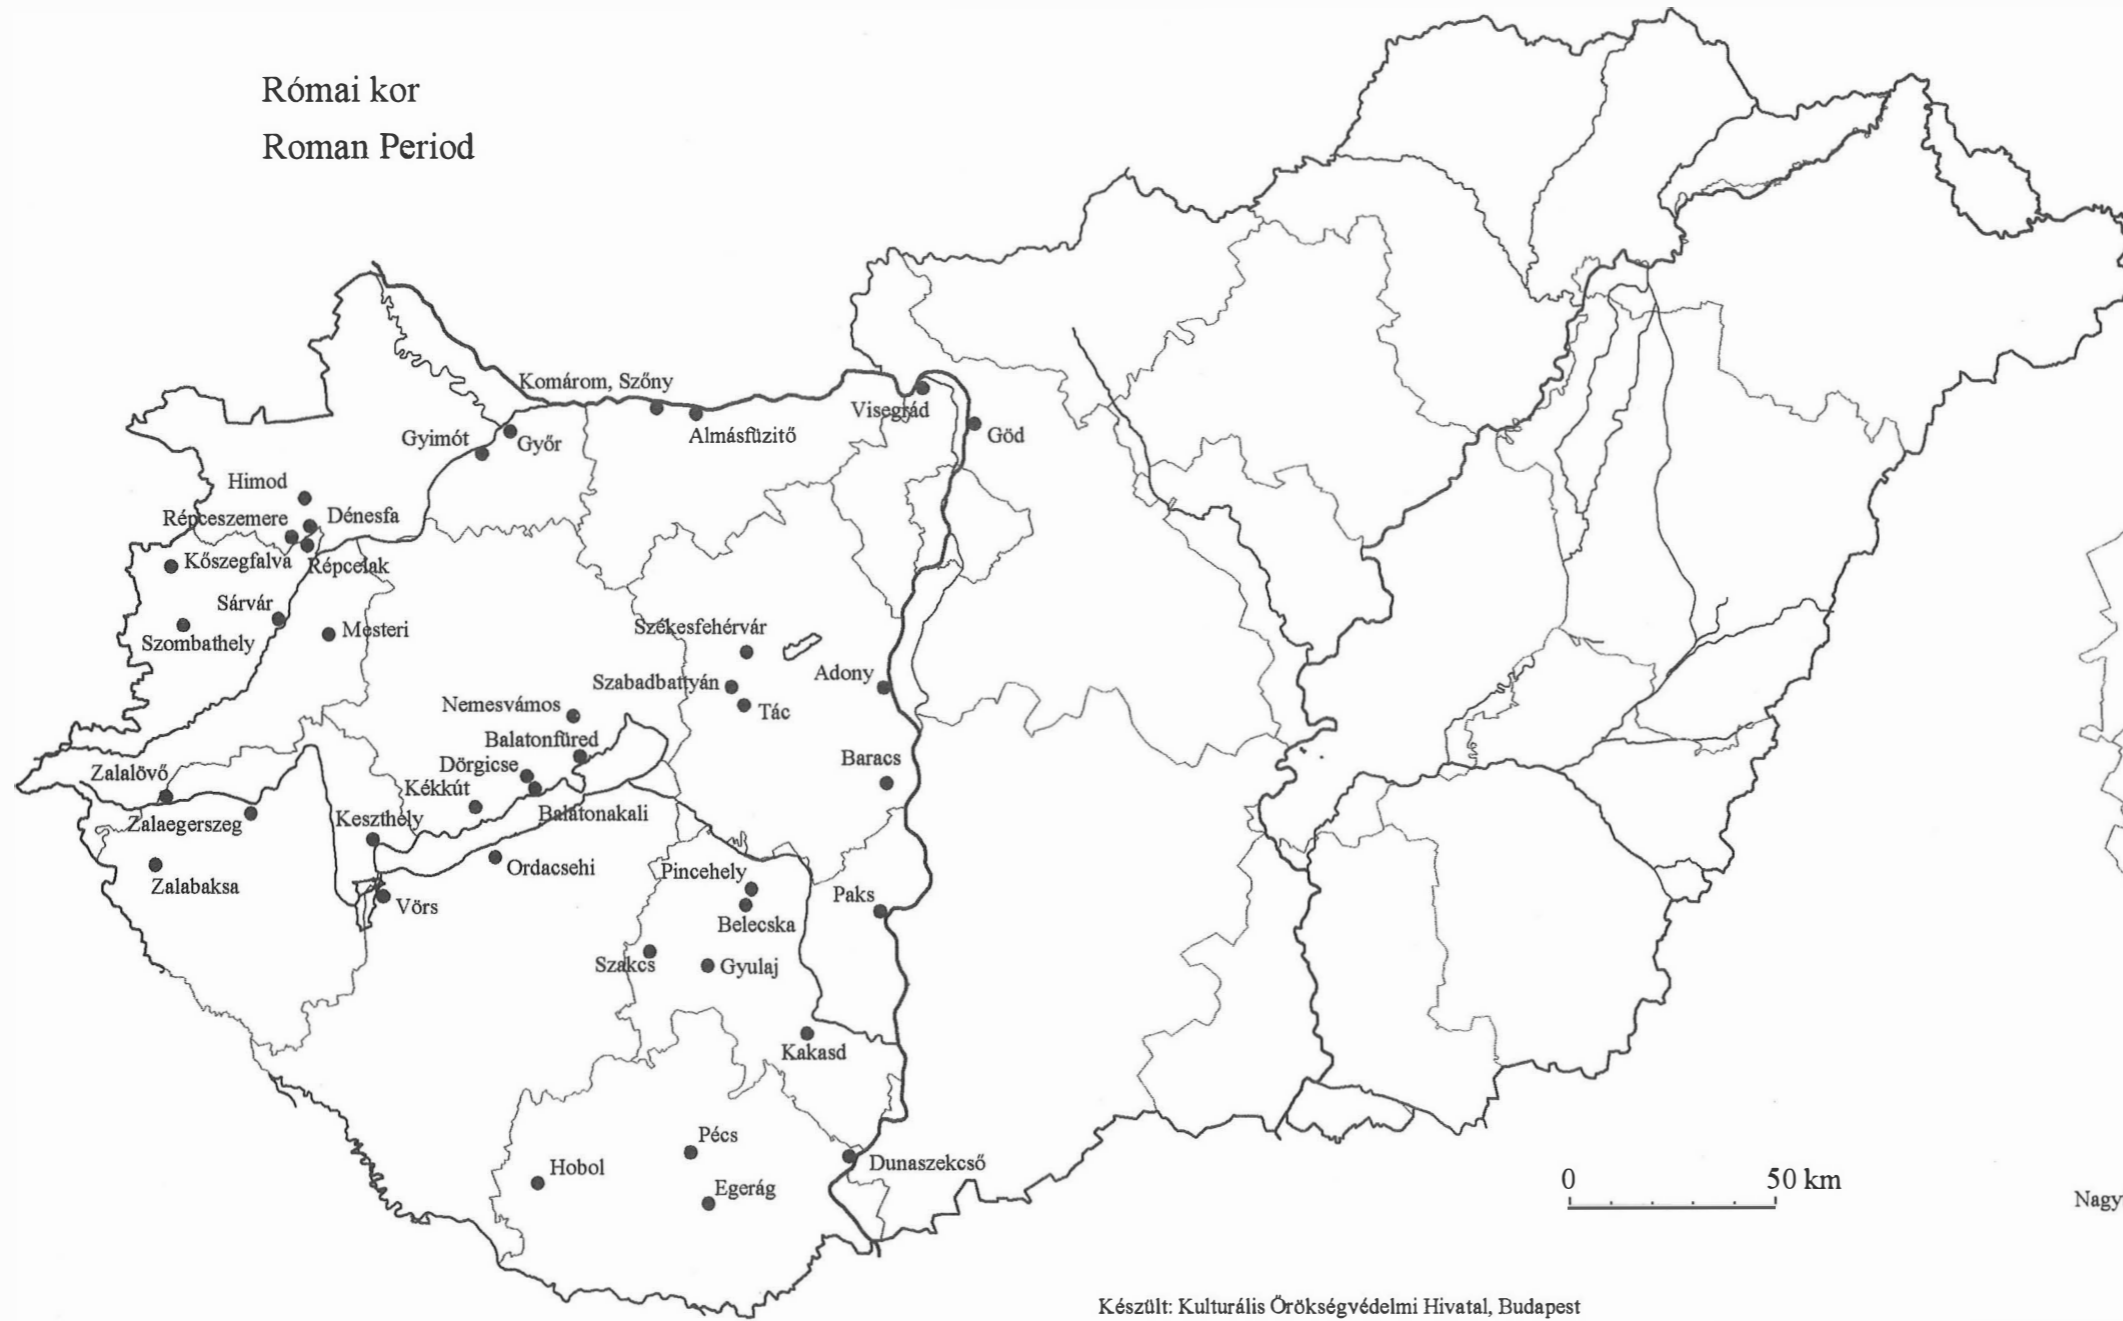 Római kor
Roman Period
Komárom, Szőny
Visegrád
Almásfüzitő
Göd
Gyimót
Győr
Himod
Répceszemere
Dénesfa
Kőszegfalva
Répcelak
Sárvár
Mesteri
Szombathely
Székesfehérvár
Szabadbattyán
Adony
Tác
Nemesvámos
Balatonfüred
Dörgicse
Baracs
Zalalövő
Kékkút
Balatonakali
Zalaegerszeg
Keszthely
Ordacsehi
Pincehely
Zalabaksa
Paks
Vörs
Belecska
Szakcs
Gyulaj
Kakasd
Pécs
Dunaszekcső
Hobol
Egerág
0
50 km
Nagy
Készült: Kulturális Örökségvédelmi Hivatal, Budapest